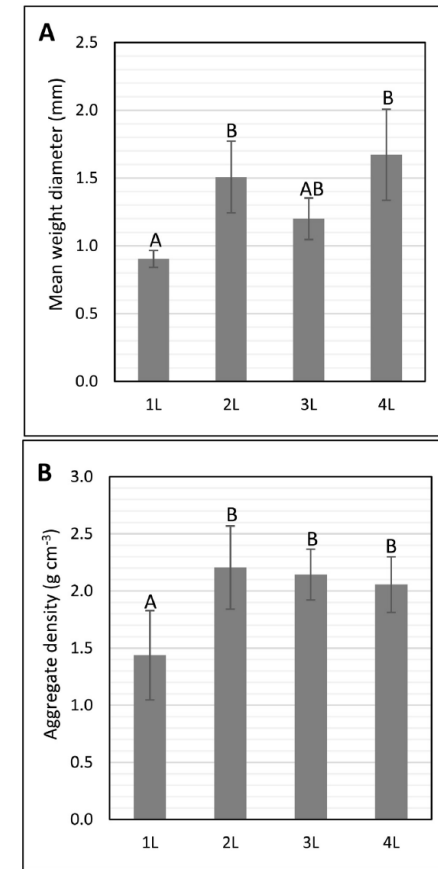 A
Mean weight diameter (mm)
2.5
2.0
1.5
1.0
0.5
0.0
A
B
AB
B
1L 2L 3L 4L
B
Aggregate density (g cm⁻³)
3.0
2.5
2.0
1.5
1.0
0.5
0.0
A
B
B
B
1L 2L 3L 4L